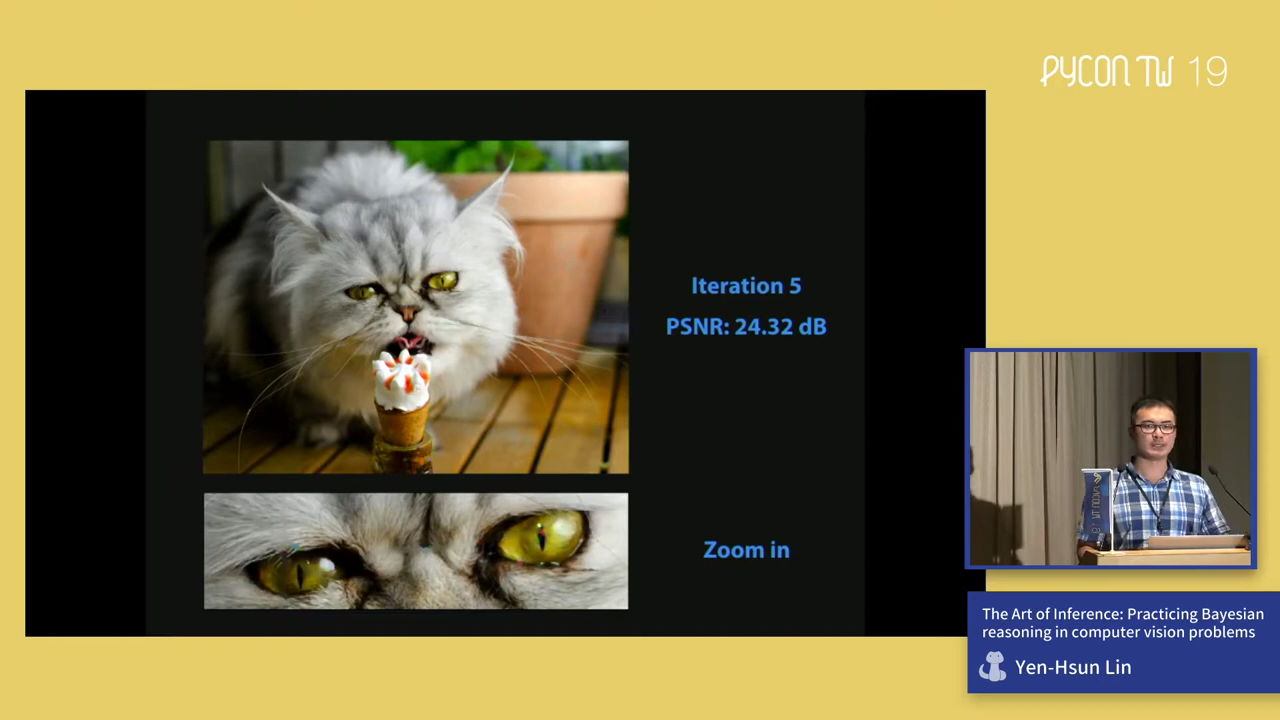 PYCON TW 19
Iteration 5
PSNR: 24.32 dB
Zoom in
The Art of Inference: Practicing Bayesian
reasoning in computer vision problems
Yen-Hsun Lin